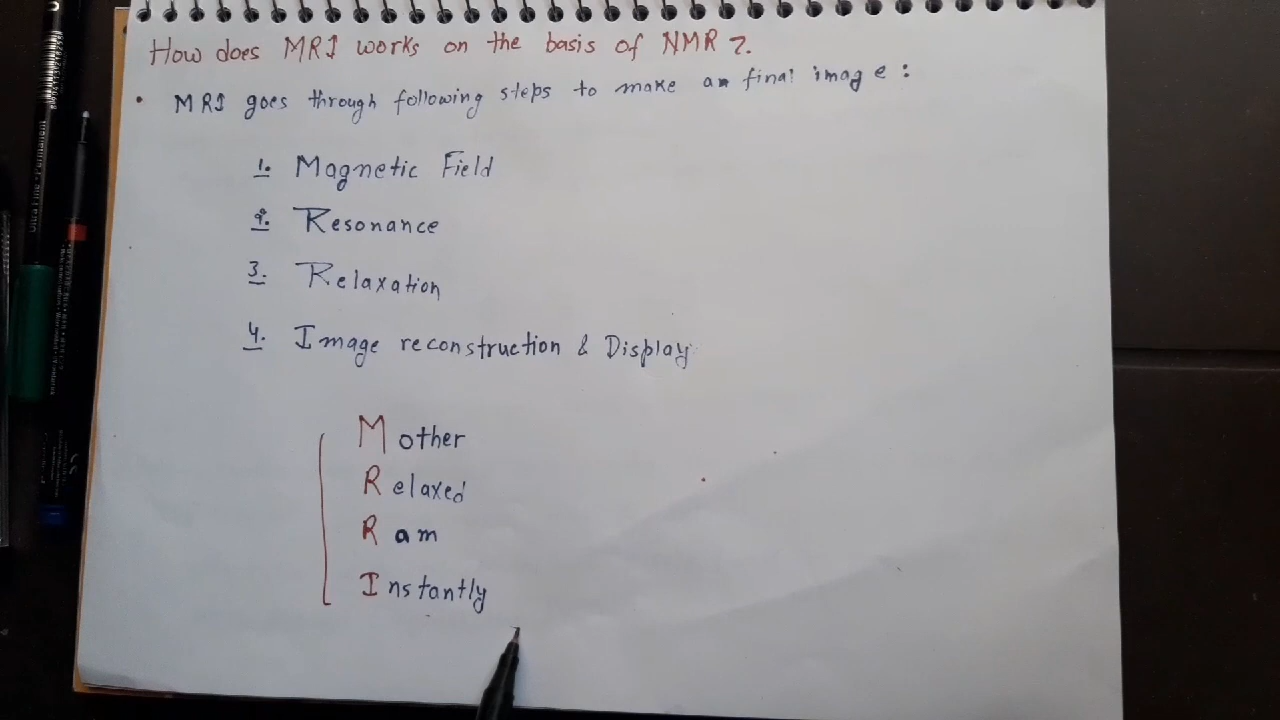 How does MRI works on the basis of NMR ?
• MRI goes through following steps to make an final image :
1. Magnetic Field
2. Resonance
3. Relaxation
4. Image reconstruction & Display
Mother
Relaxed
Ram
Instantly